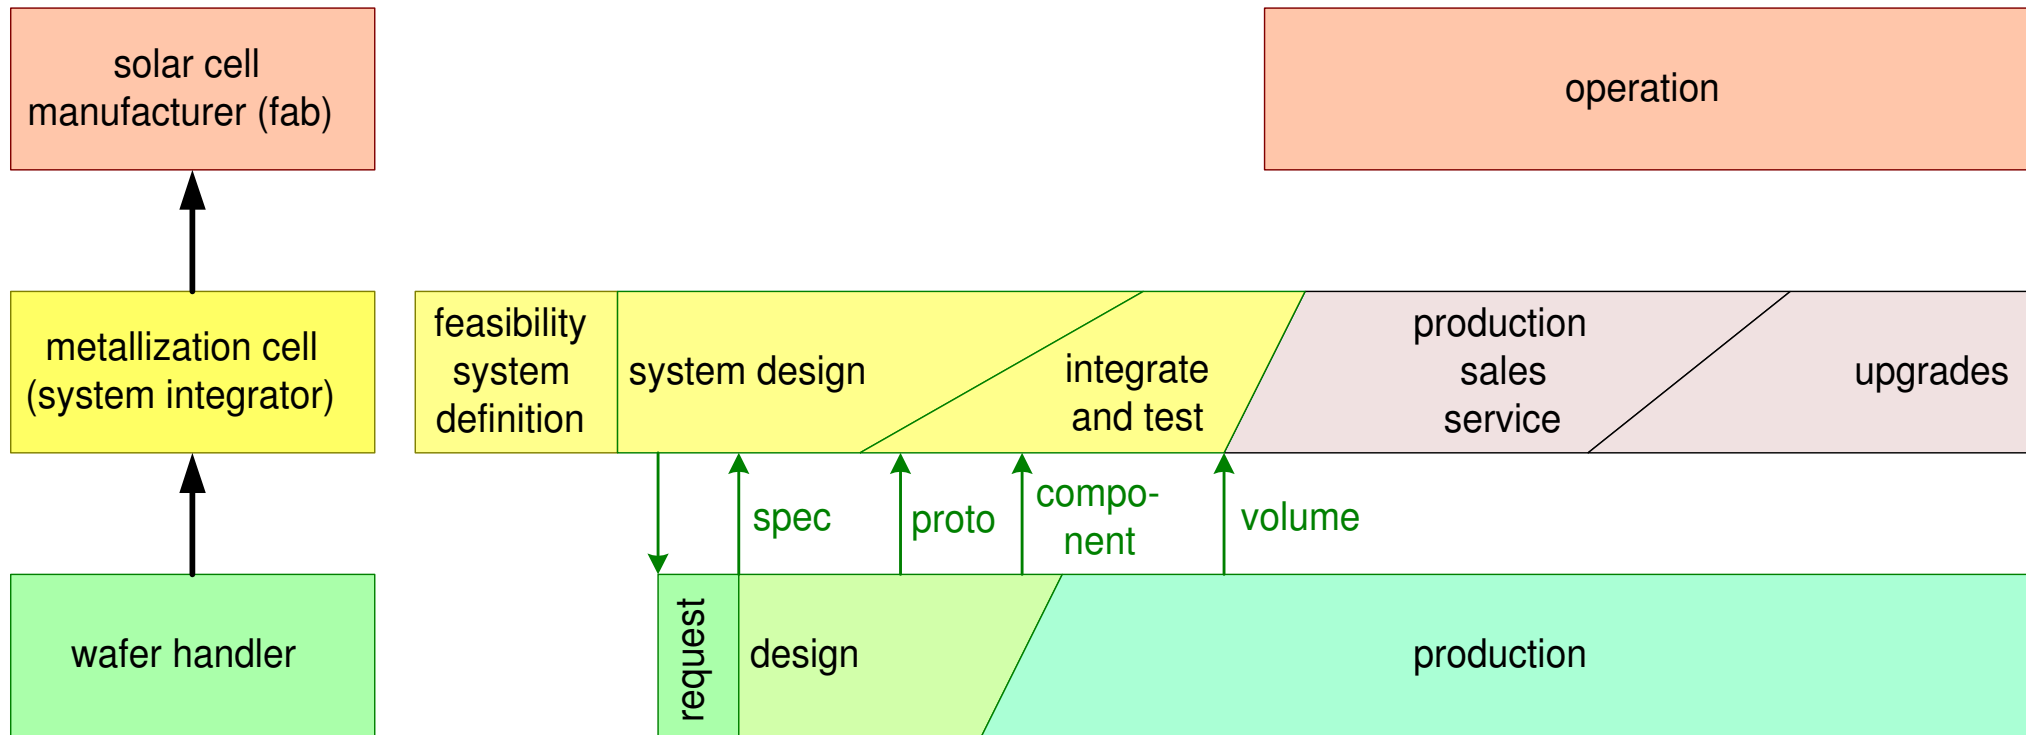 solar cell
manufacturer (fab)
operation
metallization cell
(system integrator)
feasibility
system
definition
system design
integrate
and test
production
sales
service
upgrades
spec
proto
compo-
nent
volume
wafer handler
request
design
production